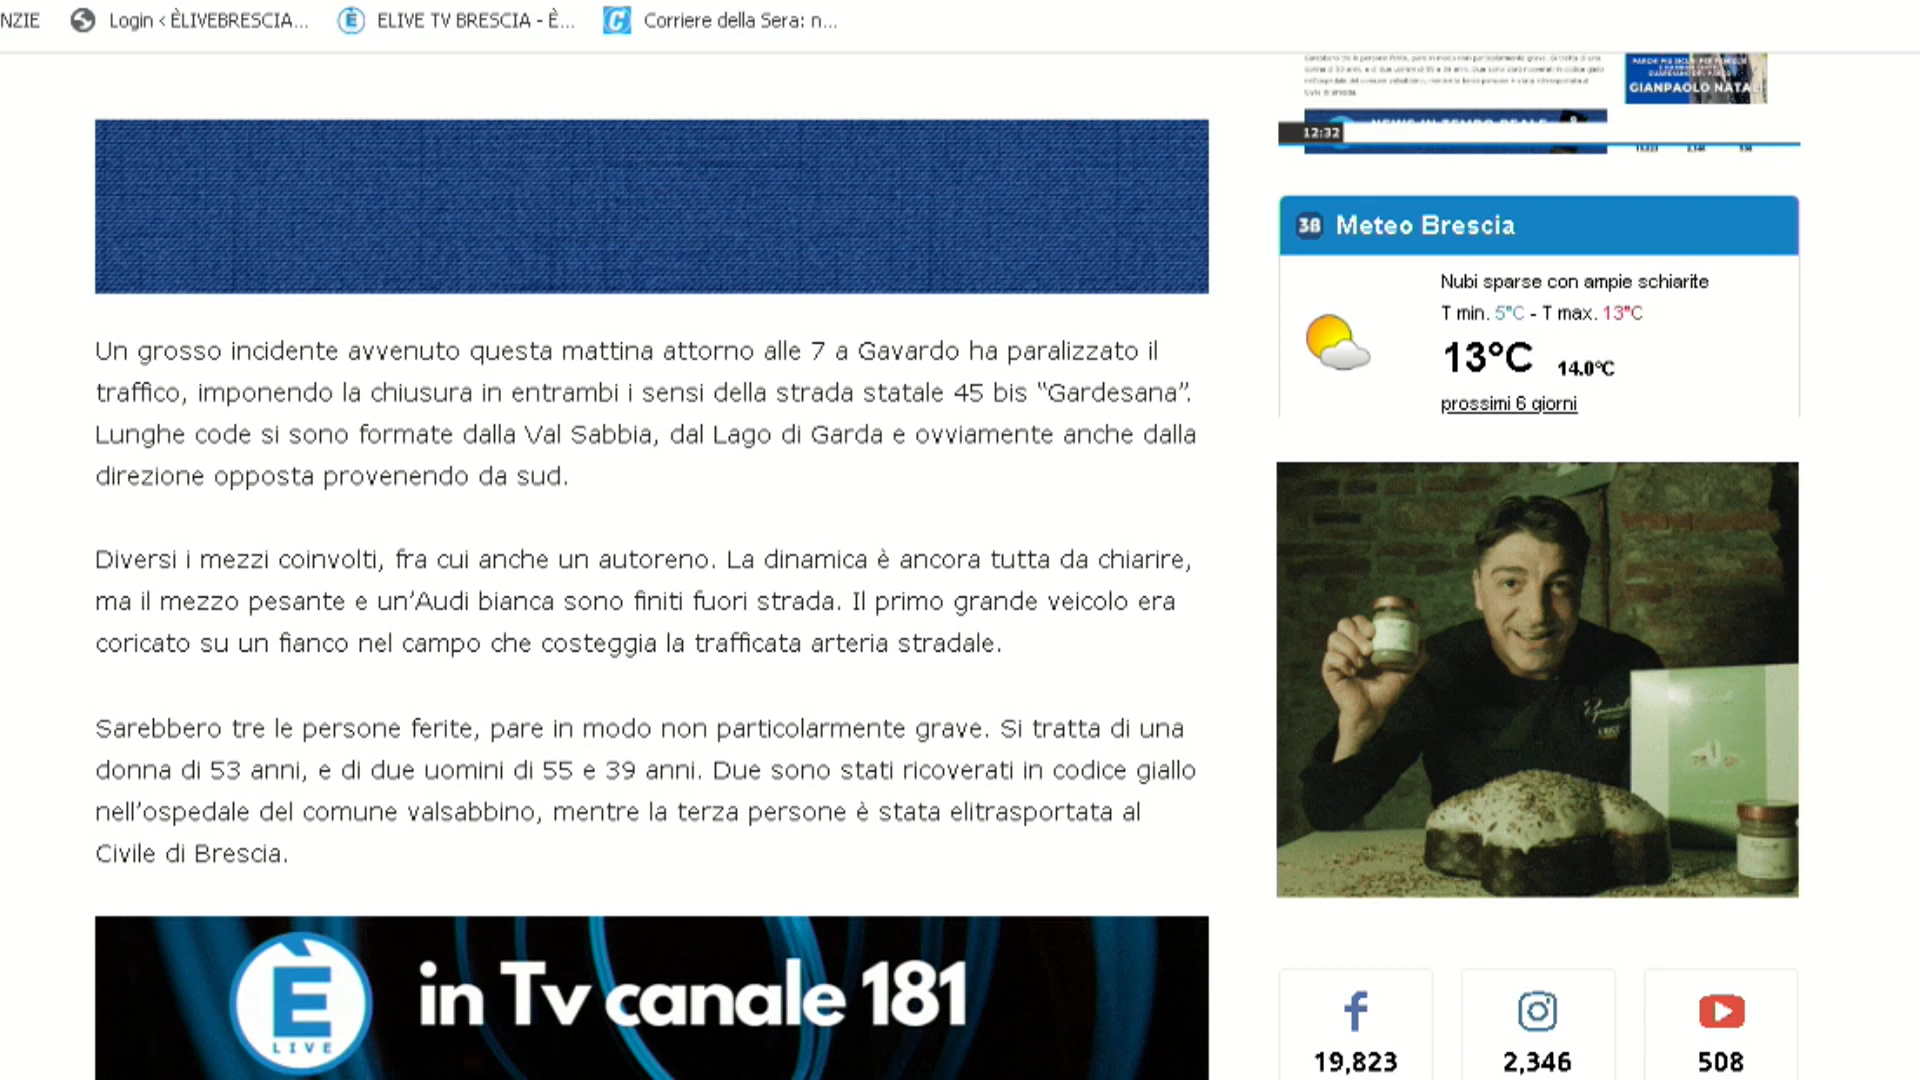 NZIE
Login < ÈLIVEBRESCIA...
ELIVE TV BRESCIA - È...
Corriere della Sera: n...
GIANPAOLO NATALI
12:32
38 Meteo Brescia
Nubi sparse con ampie schiarite
T min. 5°C - T max. 13°C
13°C 14.0°C
prossimi 6 giorni
Un grosso incidente avvenuto questa mattina attorno alle 7 a Gavardo ha paralizzato il
traffico, imponendo la chiusura in entrambi i sensi della strada statale 45 bis “Gardesana”.
Lunghe code si sono formate dalla Val Sabbia, dal Lago di Garda e ovviamente anche dalla
direzione opposta provenendo da sud.
Diversi i mezzi coinvolti, fra cui anche un autoreno. La dinamica è ancora tutta da chiarire,
ma il mezzo pesante e un’Audi bianca sono finiti fuori strada. Il primo grande veicolo era
coricato su un fianco nel campo che costeggia la trafficata arteria stradale.
Sarebbero tre le persone ferite, pare in modo non particolarmente grave. Si tratta di una
donna di 53 anni, e di due uomini di 55 e 39 anni. Due sono stati ricoverati in codice giallo
nell’ospedale del comune valsabbino, mentre la terza persone è stata elitrasportata al
Civile di Brescia.
È
LIVE
in Tv canale 181
19,823
2,346
508